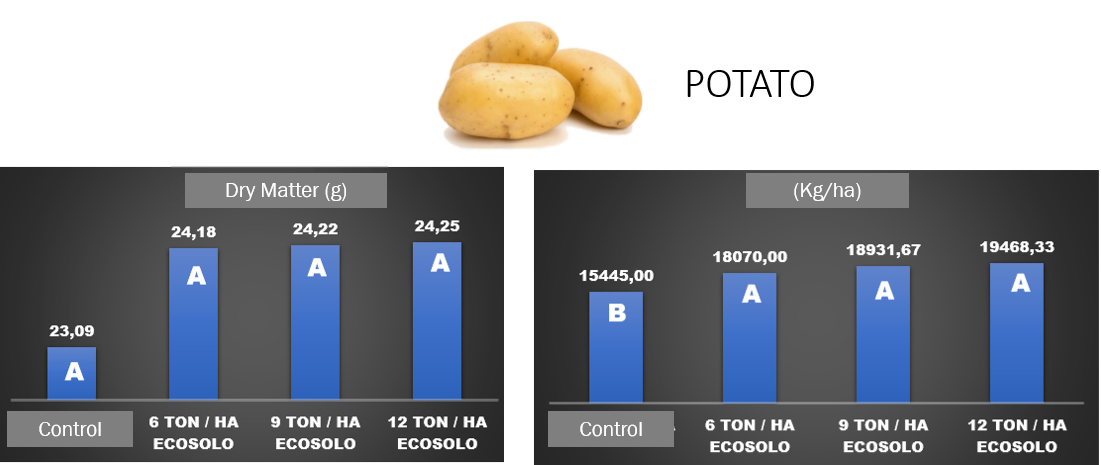 POTATO
Dry Matter (g)
23,09
24,18
24,22
24,25
A
A
A
A
Control
6 TON / HA
ECOSOLO
9 TON / HA
ECOSOLO
12 TON / HA
ECOSOLO
(Kg/ha)
15445,00
18070,00
18931,67
19468,33
B
A
A
A
Control
6 TON / HA
ECOSOLO
9 TON / HA
ECOSOLO
12 TON / HA
ECOSOLO